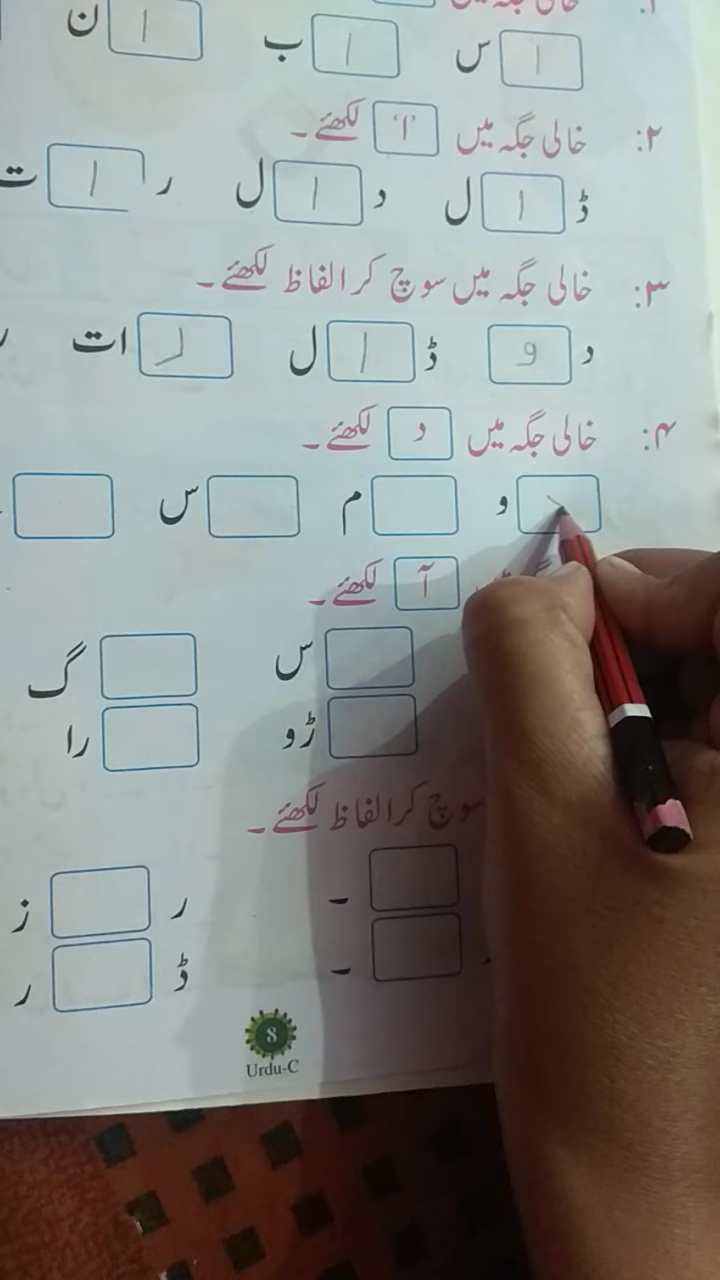 س ا ب ا ن ا
۲: خالی جگہ میں 'ا' لکھئے۔
ڈ ا ل د ا ل ر ا ت
۳: خالی جگہ میں سوچ کر الفاظ لکھئے۔
د و ڈ ا ل ر ات
۴: خالی جگہ میں د لکھئے۔
و م س
آ لکھئے۔
س گ
ڑو را
سوچ کر الفاظ لکھئے۔
ر ز
ڈ ر
8
Urdu-C